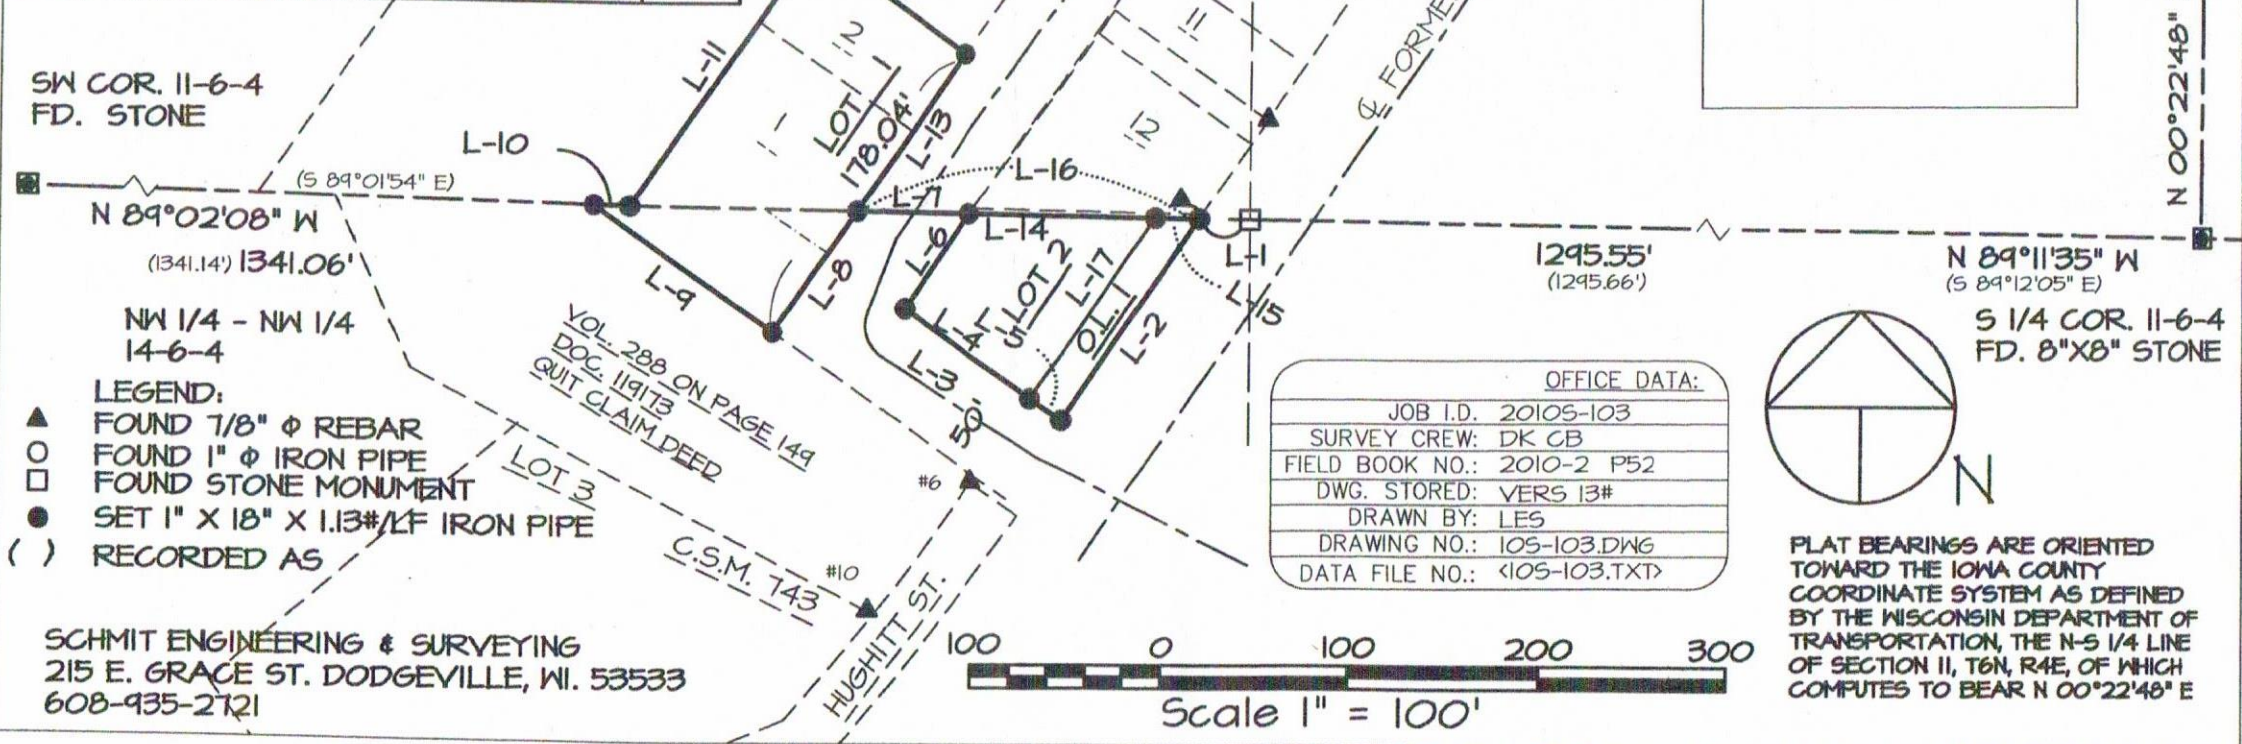 SW COR. 11-6-4
FD. STONE
L-10
(S 89°01'54" E)
N 89°02'08" W
(1341.14') 1341.06'
NW 1/4 - NW 1/4
14-6-4
L-11
2
1
LOT 1
178.04'
L-13
L-16
L-7
L-6
L-14
L-8
L-9
LOT 2
L-17
L-4
L-5
O.L. 1
L-2
L-3
L-1
L-15
50'
11
12
℄ FORME
1295.55'
(1295.66')
N 00°22'48"
N 89°11'35" W
(S 89°12'05" E)
S 1/4 COR. 11-6-4
FD. 8"X8" STONE
N
VOL. 288 ON PAGE 149
DOC. 119173
QUIT CLAIM DEED
LOT 3
C.S.M. 743
#6
#10
HUGHITT ST.
LEGEND:
FOUND 7/8" Φ REBAR
FOUND 1" Φ IRON PIPE
FOUND STONE MONUMENT
SET 1" X 18" X 1.13#/LF IRON PIPE
( ) RECORDED AS
SCHMIT ENGINEERING & SURVEYING
215 E. GRACE ST. DODGEVILLE, WI. 53533
608-935-2721
OFFICE DATA:
JOB I.D. 2010S-103
SURVEY CREW: DK CB
FIELD BOOK NO.: 2010-2 P52
DWG. STORED: VERS 13#
DRAWN BY: LES
DRAWING NO.: 10S-103.DWG
DATA FILE NO.: <10S-103.TXT>
100 0 100 200 300
Scale 1" = 100'
PLAT BEARINGS ARE ORIENTED
TOWARD THE IOWA COUNTY
COORDINATE SYSTEM AS DEFINED
BY THE WISCONSIN DEPARTMENT OF
TRANSPORTATION, THE N-S 1/4 LINE
OF SECTION 11, T6N, R4E, OF WHICH
COMPUTES TO BEAR N 00°22'48" E